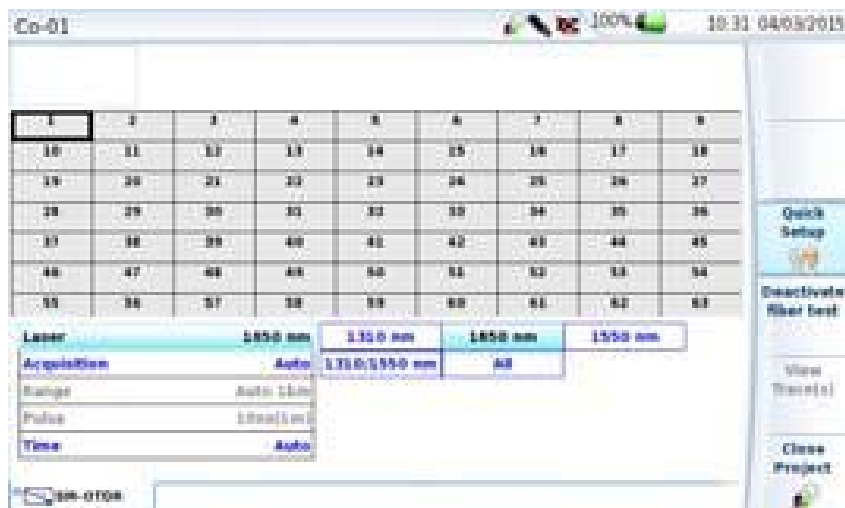 Co-01 100% 10:31 04/03/2015
1 2 3 4 5 6 7 8 9
10 11 12 13 14 15 16 17 18
19 20 21 22 23 24 25 26 27
28 29 30 31 32 33 34 35 36
37 38 39 40 41 42 43 44 45
46 47 48 49 50 51 52 53 54
55 56 57 58 59 60 61 62 63
Quick
Setup
Deactivate
fiber test
View
Trace(s)
Close
Project
Laser 1650 nm 1310 nm 1650 nm 1550 nm
Acquisition Auto 1310;1550 nm All
Range Auto 1km
Pulse
Time Auto
SM-OTDR